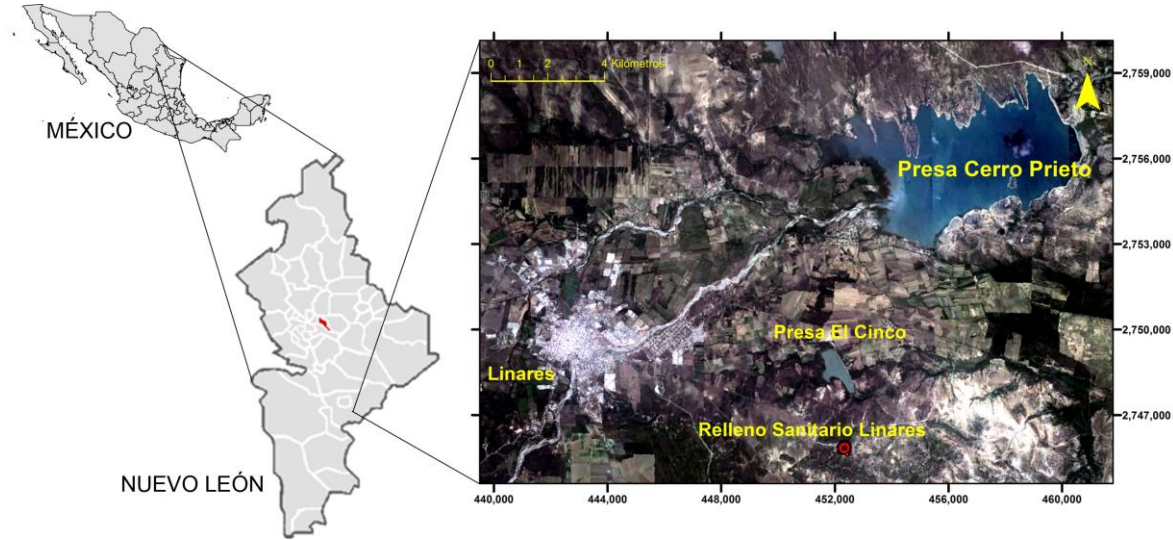 MÉXICO
NUEVO LEÓN
0 1 2 4 Kilómetros
N
Presa Cerro Prieto
Presa El Cinco
Linares
Relleno Sanitario Linares
2,759,000
2,756,000
2,753,000
2,750,000
2,747,000
440,000 444,000 448,000 452,000 456,000 460,000